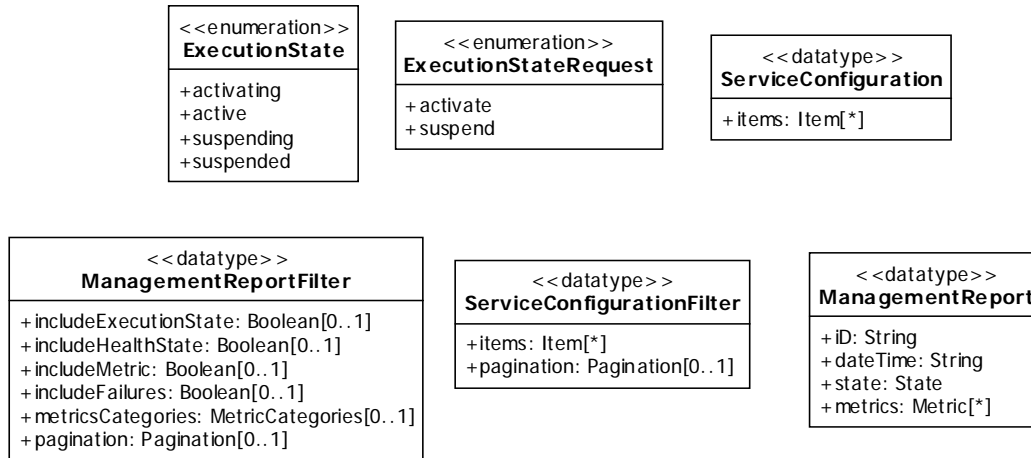 <<enumeration>>
ExecutionState
+activating
+active
+suspending
+suspended
<<enumeration>>
ExecutionStateRequest
+activate
+suspend
<<datatype>>
ServiceConfiguration
+items: Item[*]
<<datatype>>
ManagementReportFilter
+includeExecutionState: Boolean[0..1]
+includeHealthState: Boolean[0..1]
+includeMetric: Boolean[0..1]
+includeFailures: Boolean[0..1]
+metricsCategories: MetricCategories[0..1]
+pagination: Pagination[0..1]
<<datatype>>
ServiceConfigurationFilter
+items: Item[*]
+pagination: Pagination[0..1]
<<datatype>>
ManagementReport
+iD: String
+dateTime: String
+state: State
+metrics: Metric[*]